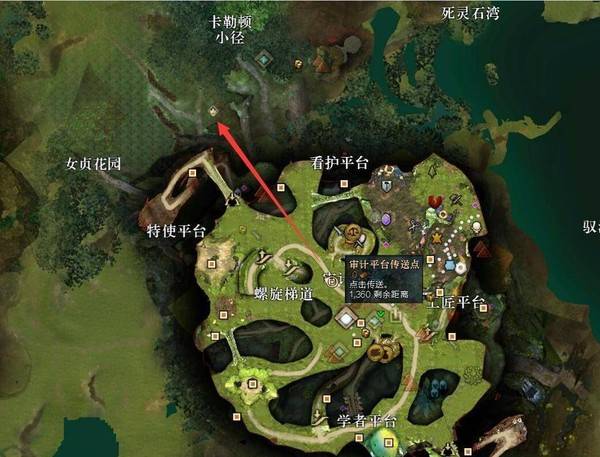 死灵石湾
卡勒顿
小径
看护平台
女贞花园
特使平台
审计平台传送点
点击传送。
1,360 剩余距离
螺旋梯道
工匠平台
学者平台